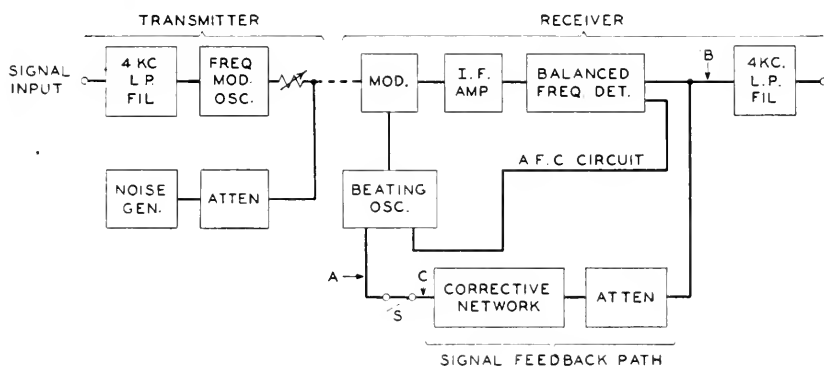 TRANSMITTER
RECEIVER
SIGNAL
INPUT
4 KC
L.P.
FIL
FREQ
MOD.
OSC.
MOD.
I.F.
AMP
BALANCED
FREQ. DET.
B
4KC.
L.P.
FIL
NOISE
GEN.
ATTEN
BEATING
OSC.
A F.C CIRCUIT
A
S
C
CORRECTIVE
NETWORK
ATTEN
SIGNAL FEEDBACK PATH